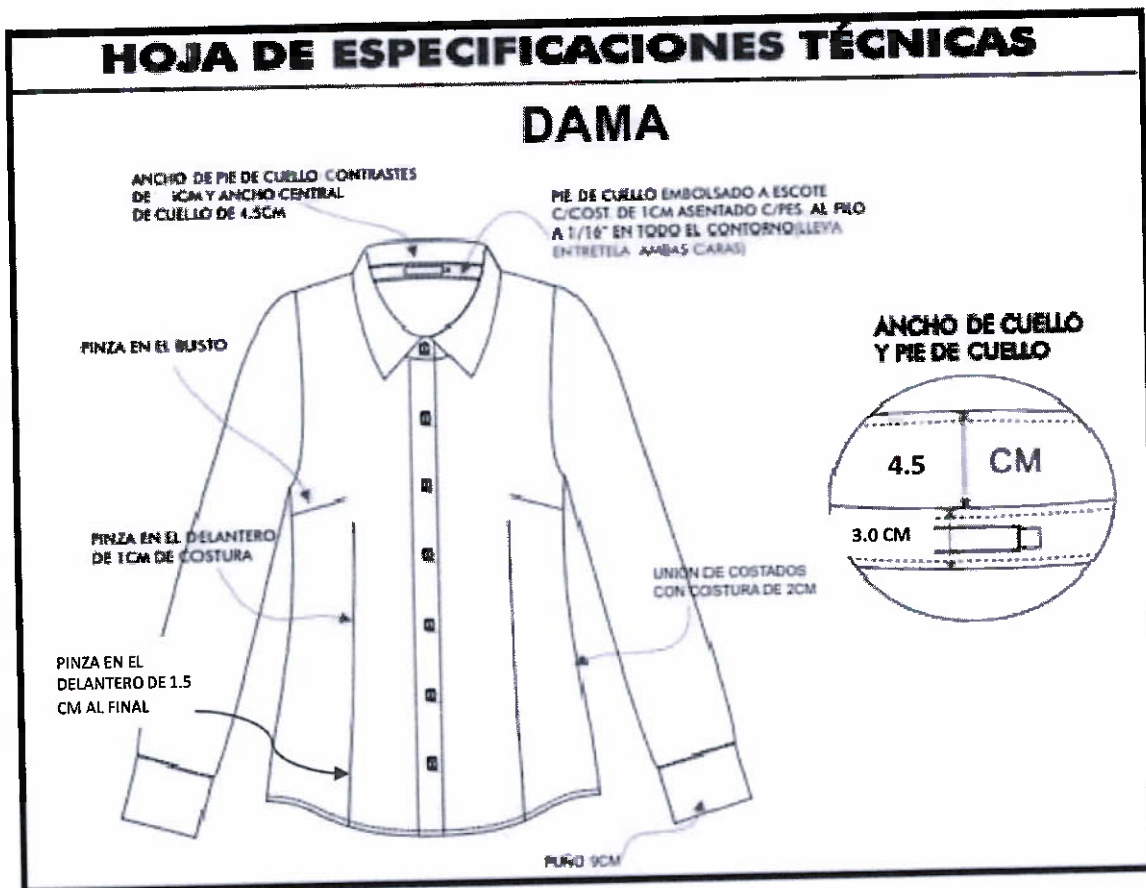 HOJA DE ESPECIFICACIONES TÉCNICAS
DAMA
ANCHO DE PIE DE CUELLO CONTRASTES
DE CM Y ANCHO CENTRAL
DE CUELLO DE 4.5CM
PIE DE CUELLO EMBOLSADO A ESCOTE
C/COST. DE 1CM ASENTADO C/PES. AL FILO
A 1/16" EN TODO EL CONTORNO(LLEVA
ENTRETELA AMBAS CARAS)
PINZA EN EL BUSTO
ANCHO DE CUELLO
Y PIE DE CUELLO
4.5 CM
3.0 CM
PINZA EN EL DELANTERO
DE 1CM DE COSTURA
UNION DE COSTADOS
CON COSTURA DE 2CM
PINZA EN EL
DELANTERO DE 1.5
CM AL FINAL
PUÑO 9CM